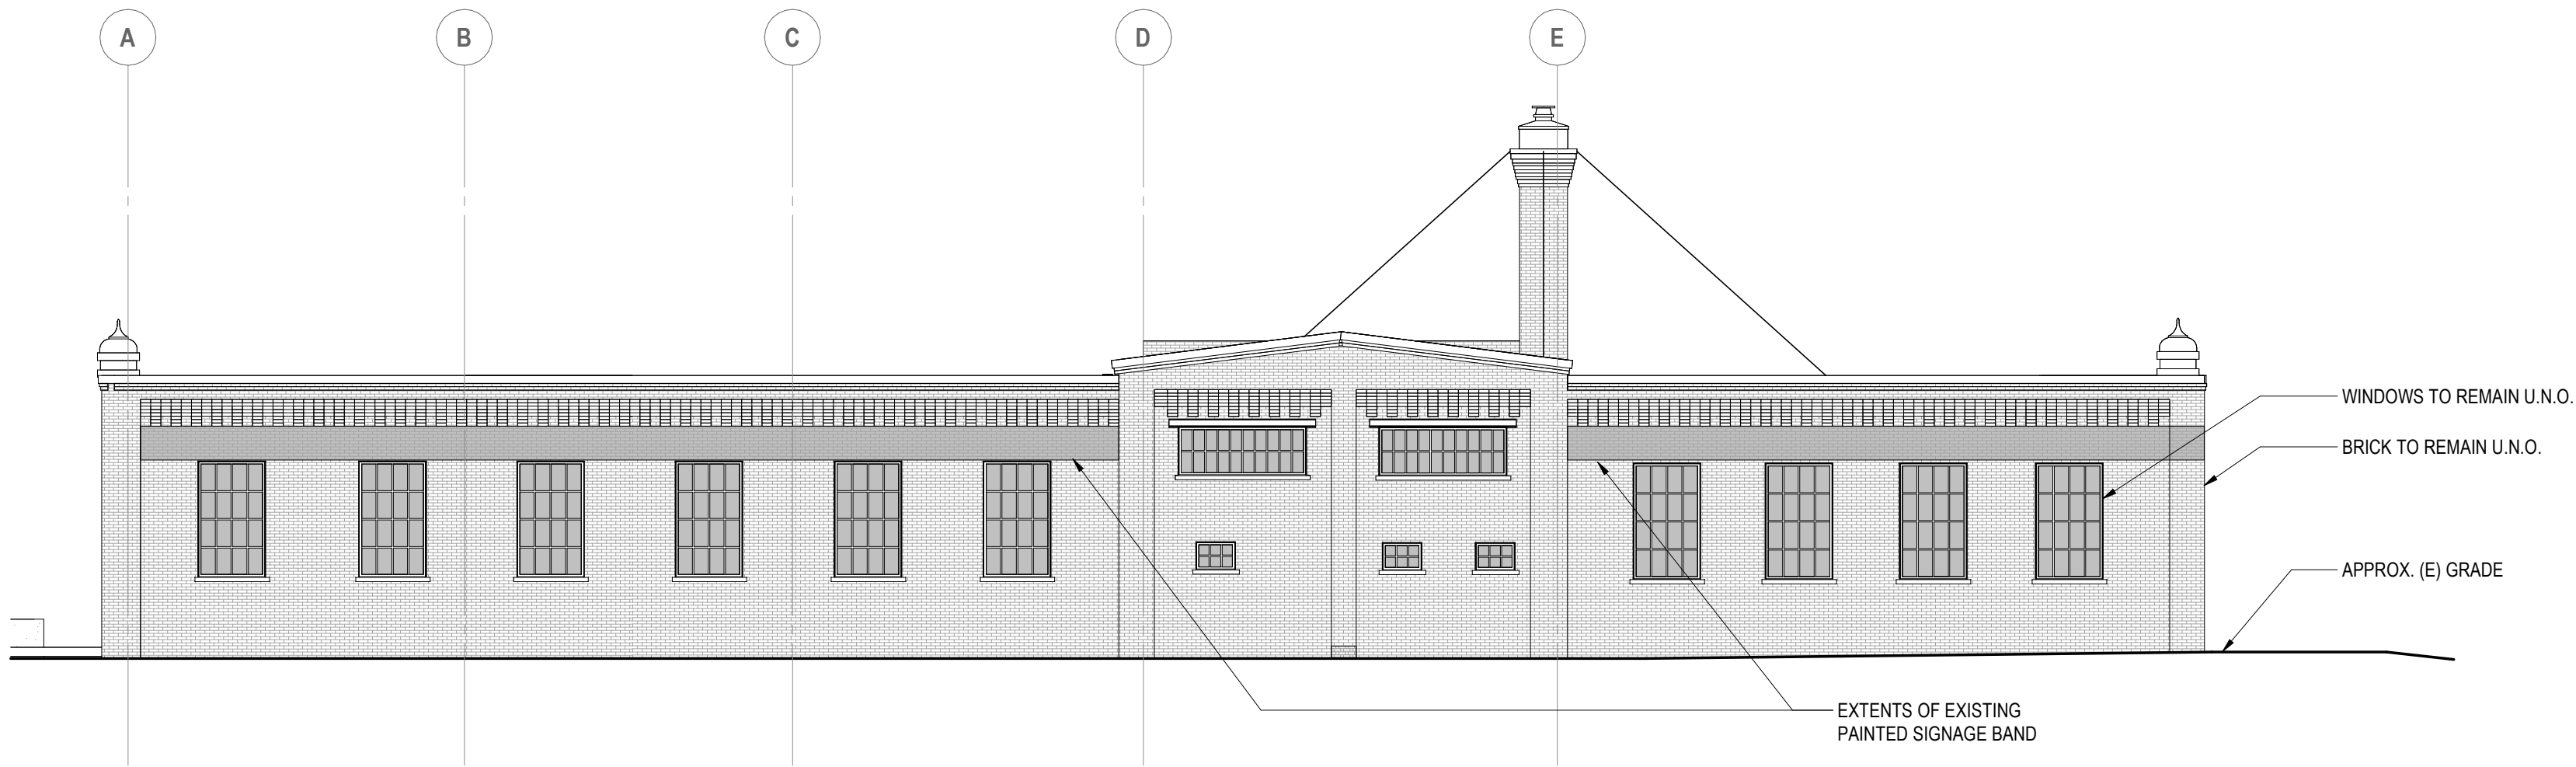 A
B
C
D
E
WINDOWS TO REMAIN U.N.O.
BRICK TO REMAIN U.N.O.
APPROX. (E) GRADE
EXTENTS OF EXISTING
PAINTED SIGNAGE BAND